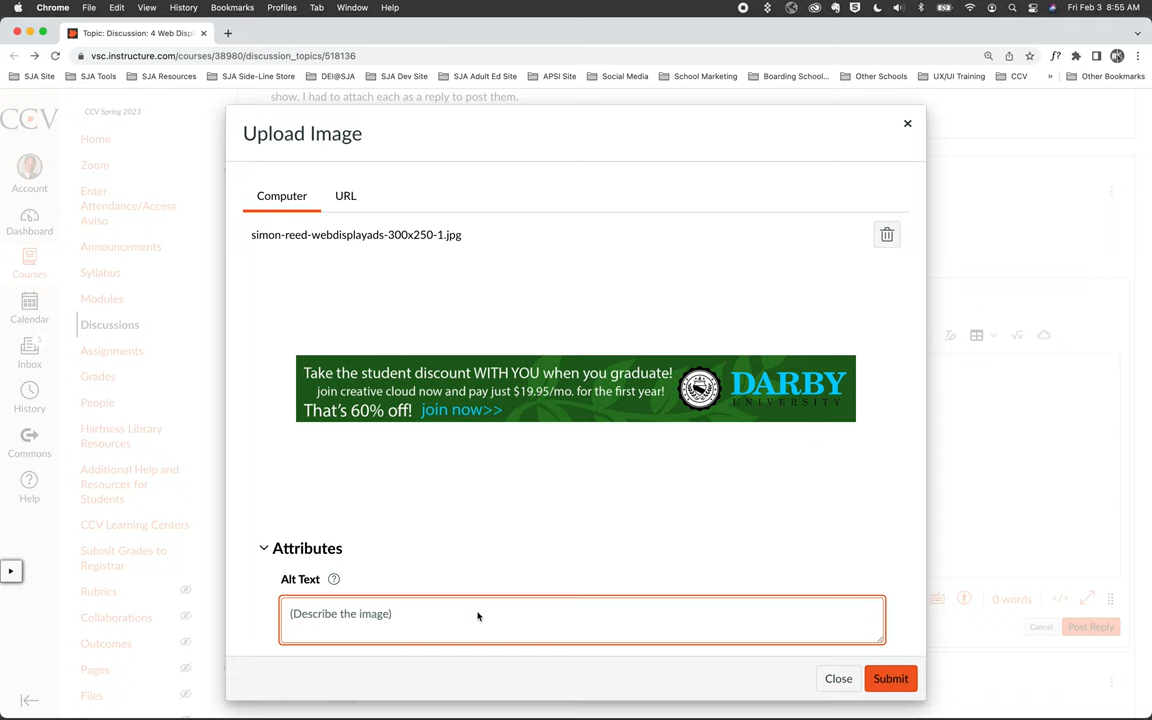 Chrome File Edit View History Bookmarks Profiles Tab Window Help
Fri Feb 3 8:55 AM
Topic: Discussion: 4 Web Displ
vsc.instructure.com/courses/38980/discussion_topics/518136
SJA Site SJA Tools SJA Resources SJA Side-Line Store DEI@SJA SJA Dev Site SJA Adult Ed Site APSI Site Social Media School Marketing Boarding School... Other Schools UX/UI Training CCV » Other Bookmarks
show. I had to attach each as a reply to post them.
CCV
Account
Dashboard
Courses
Calendar
5
Inbox
History
Commons
Help
CCV Spring 2023
Home
Zoom
Enter
Attendance/Access
Aviso
Announcements
Syllabus
Modules
Discussions
Assignments
Grades
People
Hartness Library
Resources
Additional Help and
Resources for
Students
CCV Learning Centers
Submit Grades to
Registrar
Rubrics
Collaborations
Outcomes
Pages
Files
Upload Image
Computer URL
simon-reed-webdisplayads-300x250-1.jpg
Take the student discount WITH YOU when you graduate!
join creative cloud now and pay just $19.95/mo. for the first year!
That's 60% off! join now>>
DARBY
UNIVERSITY
Attributes
Alt Text
(Describe the image)
Close Submit
0 words </>
Cancel Post Reply